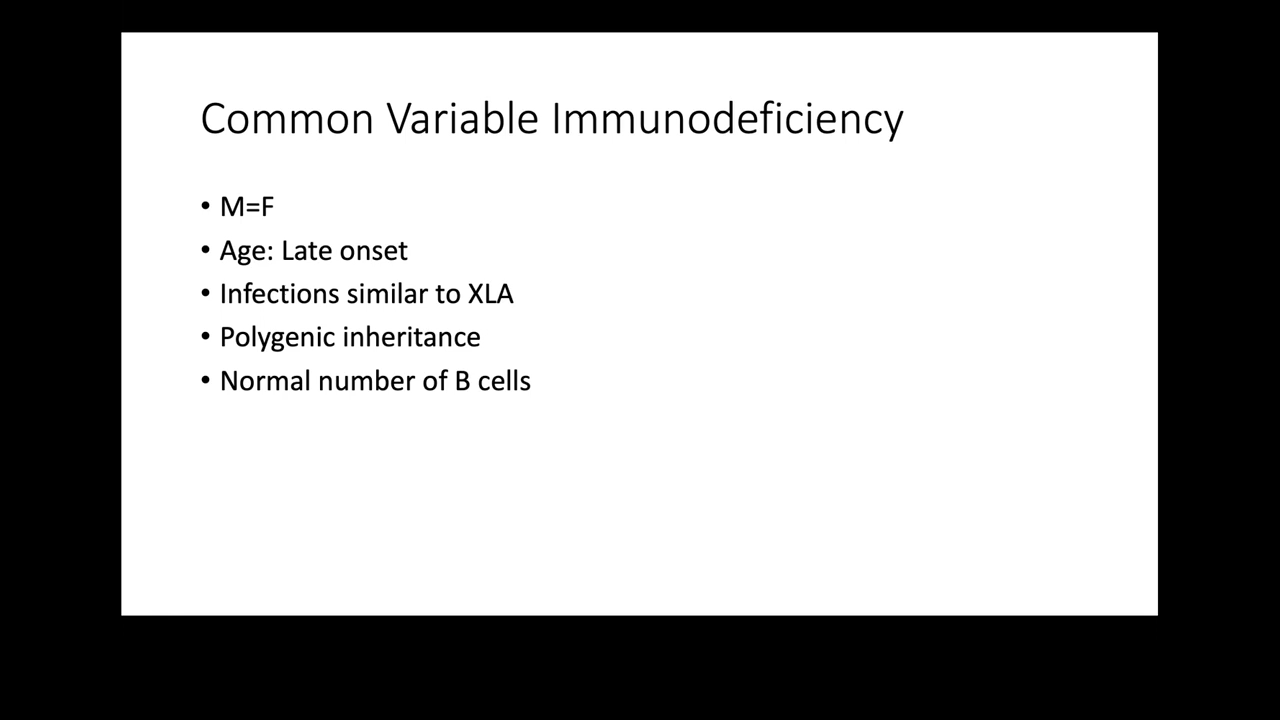 Common Variable Immunodeficiency
• M=F
• Age: Late onset
• Infections similar to XLA
• Polygenic inheritance
• Normal number of B cells